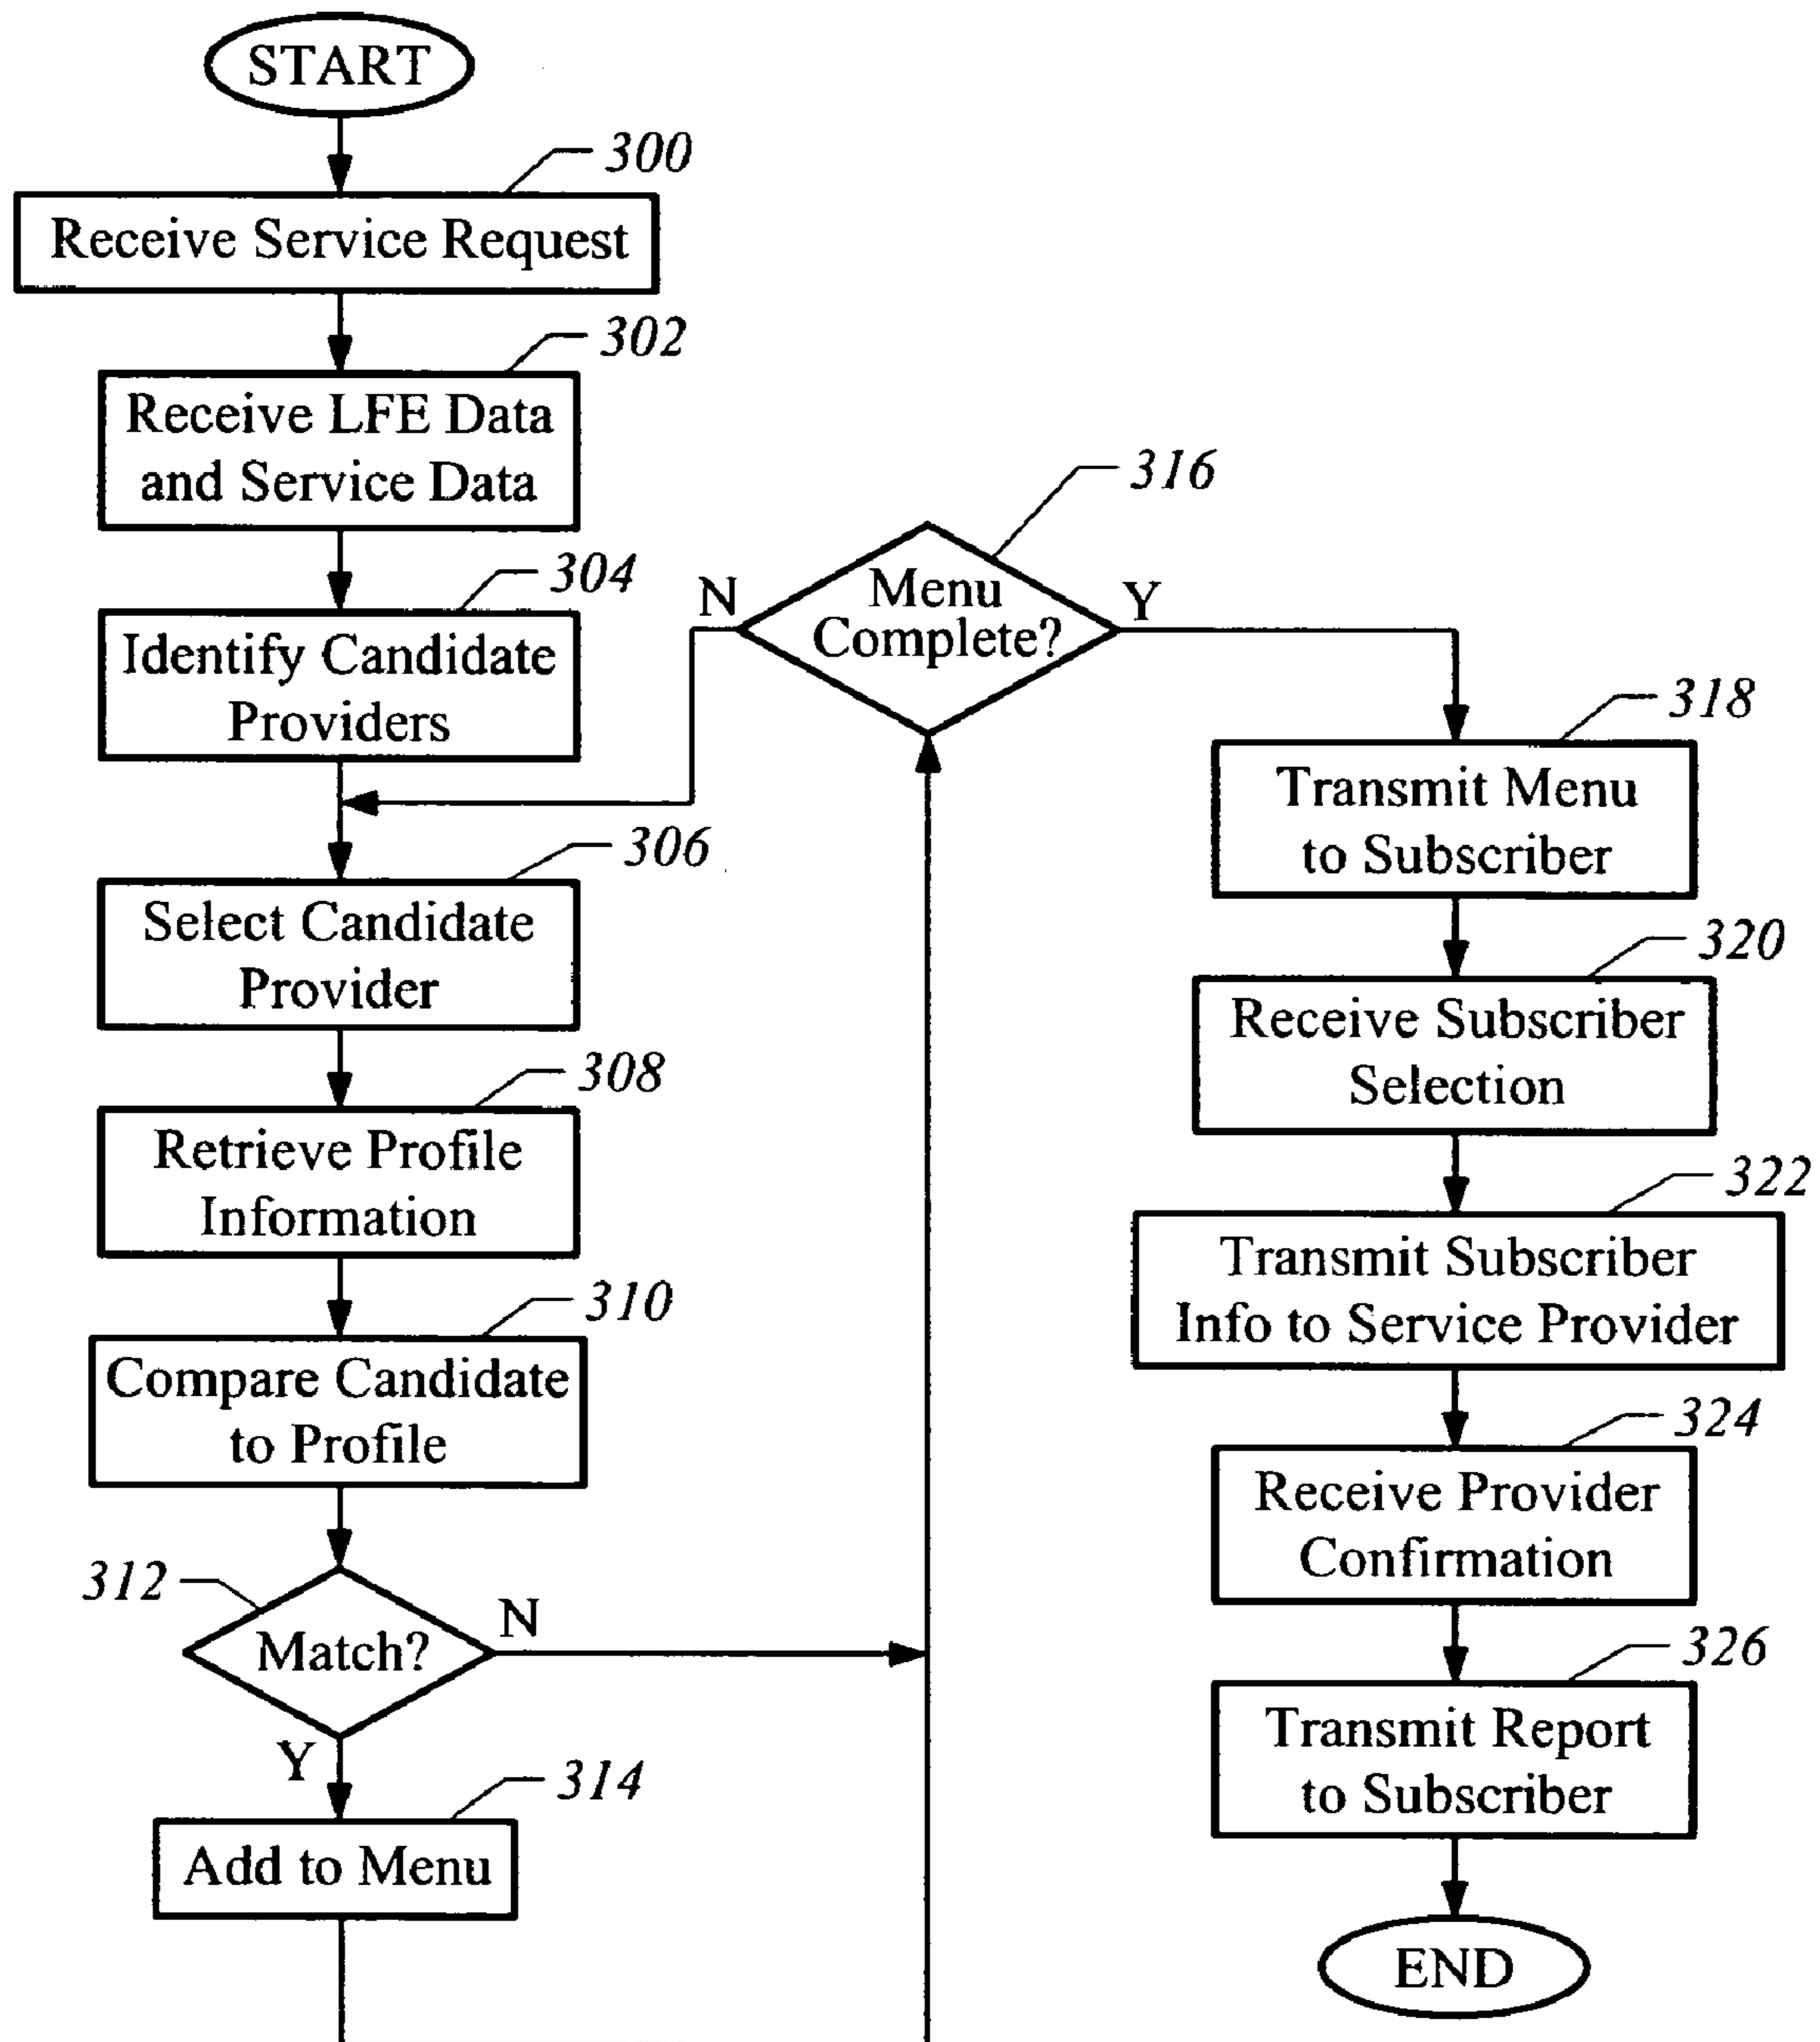 START
300
Receive Service Request
302
Receive LFE Data
and Service Data
304
Identify Candidate
Providers
306
Select Candidate
Provider
308
Retrieve Profile
Information
310
Compare Candidate
to Profile
312
Match?
N
Y
314
Add to Menu
316
Menu
Complete?
N
Y
318
Transmit Menu
to Subscriber
320
Receive Subscriber
Selection
322
Transmit Subscriber
Info to Service Provider
324
Receive Provider
Confirmation
326
Transmit Report
to Subscriber
END